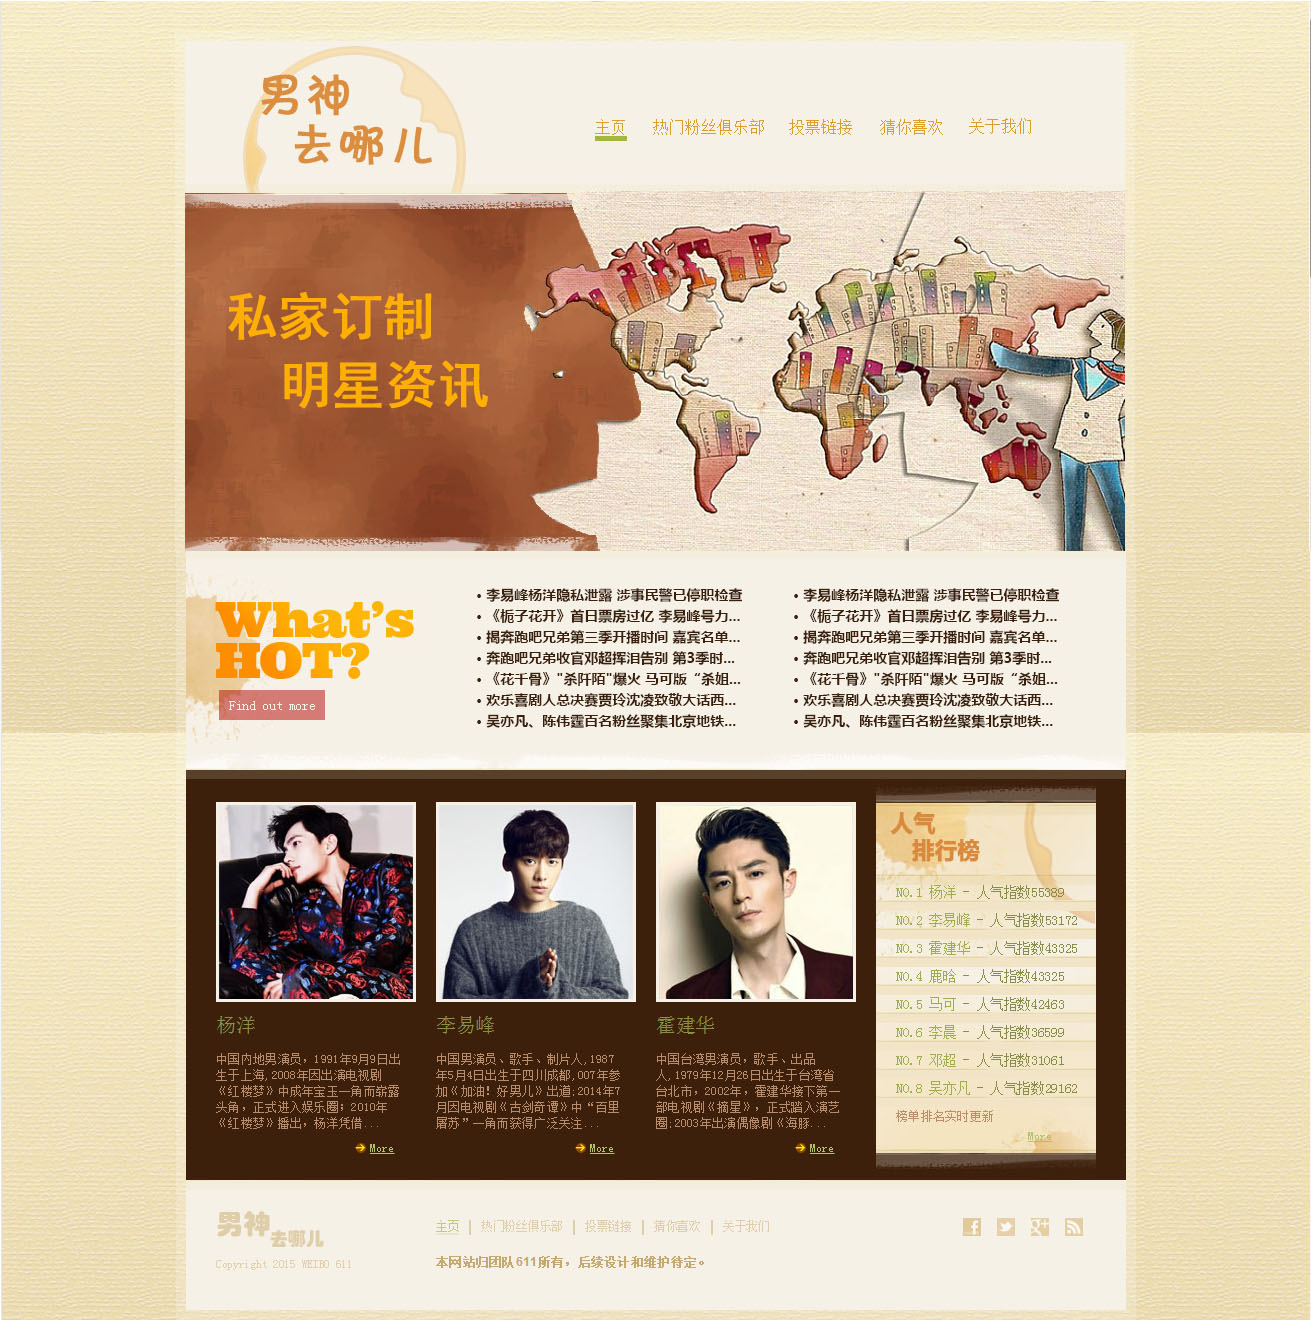 男神
去哪儿
主页 热门粉丝俱乐部 投票链接 猜你喜欢 关于我们
私家订制
明星资讯
What's
HOT?
Find out more
• 李易峰杨洋隐私泄露 涉事民警已停职检查
• 《栀子花开》首日票房过亿 李易峰号力...
• 揭奔跑吧兄弟第三季开播时间 嘉宾名单...
• 奔跑吧兄弟收官邓超挥泪告别 第3季时...
• 《花千骨》"杀阡陌"爆火 马可版“杀姐...
• 欢乐喜剧人总决赛贾玲沈凌致敬大话西...
• 吴亦凡、陈伟霆百名粉丝聚集北京地铁...
• 李易峰杨洋隐私泄露 涉事民警已停职检查
• 《栀子花开》首日票房过亿 李易峰号力...
• 揭奔跑吧兄弟第三季开播时间 嘉宾名单...
• 奔跑吧兄弟收官邓超挥泪告别 第3季时...
• 《花千骨》"杀阡陌"爆火 马可版“杀姐...
• 欢乐喜剧人总决赛贾玲沈凌致敬大话西...
• 吴亦凡、陈伟霆百名粉丝聚集北京地铁...
杨洋
中国内地男演员，1991年9月9日出
生于上海,2008年因出演电视剧
《红楼梦》中成年宝玉一角而崭露
头角，正式进入娱乐圈；2010年
《红楼梦》播出，杨洋凭借...
More
李易峰
中国男演员、歌手、制片人,1987
年5月4日出生于四川成都,007年参
加《加油！好男儿》出道;2014年7
月因电视剧《古剑奇谭》中“百里
屠苏”一角而获得广泛关注...
More
霍建华
中国台湾男演员，歌手、出品
人,1979年12月26日出生于台湾省
台北市，2002年，霍建华接下第一
部电视剧《摘星》，正式踏入演艺
圈;2003年出演偶像剧《海豚...
More
人气
排行榜
NO.1 杨洋 - 人气指数55389
NO.2 李易峰 - 人气指数53172
NO.3 霍建华 - 人气指数43325
NO.4 鹿晗 - 人气指数43325
NO.5 马可 - 人气指数42463
NO.6 李晨 - 人气指数36599
NO.7 邓超 - 人气指数31061
NO.8 吴亦凡 - 人气指数29162
榜单排名实时更新
More
男神
去哪儿
Copyright 2015 WEIBO 611
主页 | 热门粉丝俱乐部 | 投票链接 | 猜你喜欢 | 关于我们
本网站归团队611所有，后续设计和维护待定。